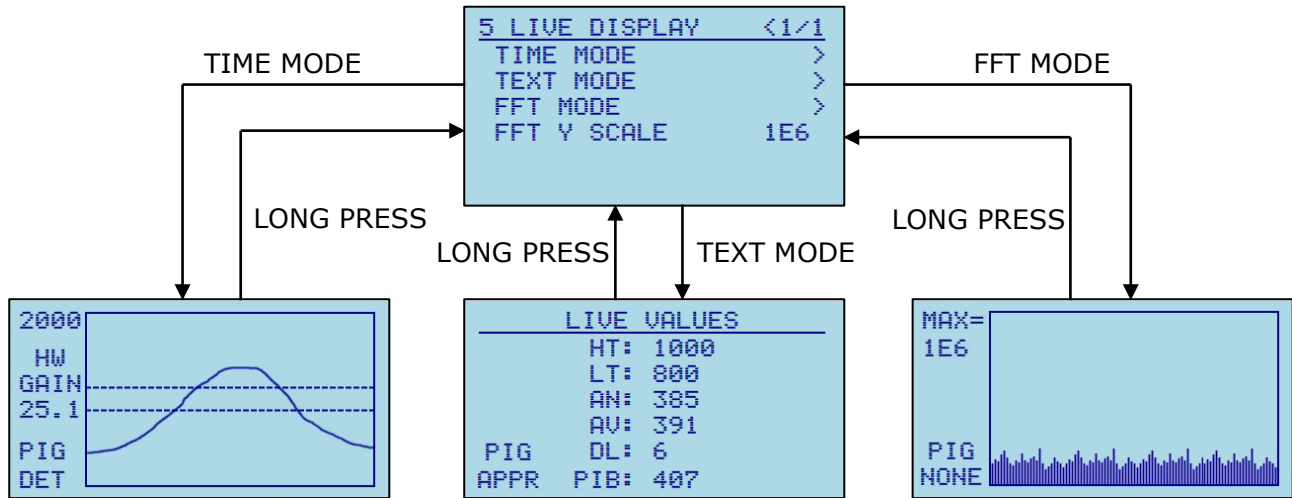 5 LIVE DISPLAY <1/1
TIME MODE >
TEXT MODE >
FFT MODE >
FFT Y SCALE 1E6
TIME MODE
FFT MODE
LONG PRESS
LONG PRESS
TEXT MODE
LONG PRESS
2000
HW
GAIN
25.1
PIG
DET
LIVE VALUES
HT: 1000
LT: 800
AN: 385
AV: 391
PIG DL: 6
APPR PIB: 407
MAX=
1E6
PIG
NONE